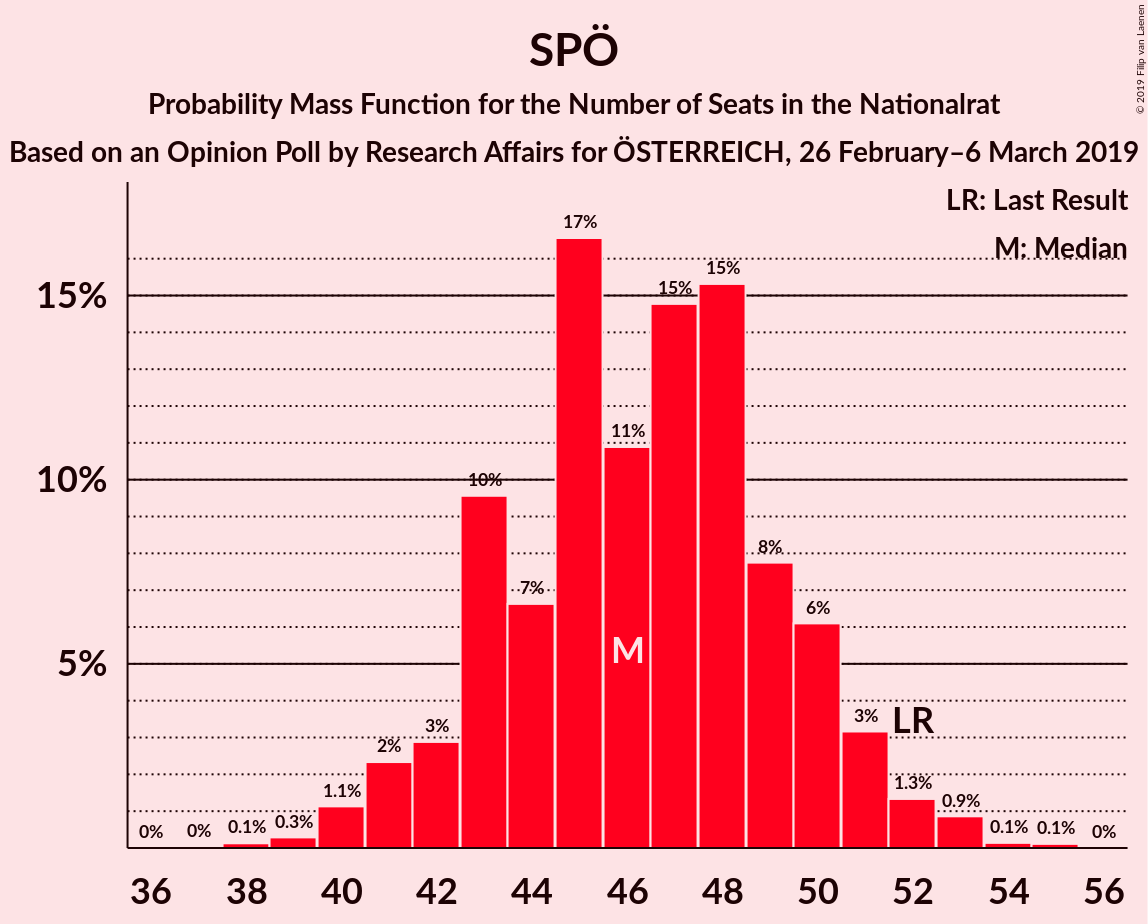 SPÖ
Probability Mass Function for the Number of Seats in the Nationalrat
Based on an Opinion Poll by Research Affairs for ÖSTERREICH, 26 February–6 March 2019
© 2019 Filip van Laenen
LR: Last Result
M: Median
15%
10%
5%
0%
0%
0.1%
0.3%
1.1%
2%
3%
10%
7%
17%
11%
15%
15%
8%
6%
3%
1.3%
0.9%
0.1%
0.1%
0%
M
LR
36 38 40 42 44 46 48 50 52 54 56